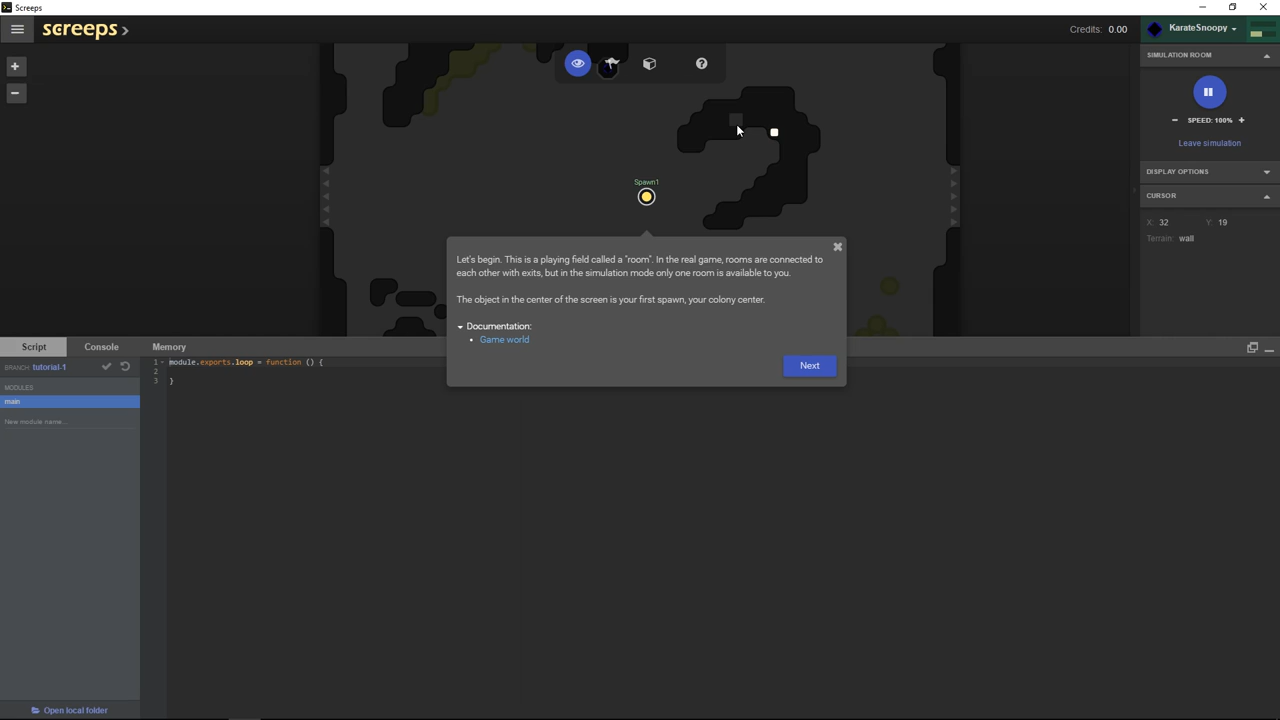 Screeps
screeps
Credits: 0.00
KarateSnoopy
SIMULATION ROOM
SPEED: 100%
Leave simulation
DISPLAY OPTIONS
CURSOR
X: 32 Y: 19
Terrain: wall
Spawn1
Let's begin. This is a playing field called a "room". In the real game, rooms are connected to
each other with exits, but in the simulation mode only one room is available to you.
The object in the center of the screen is your first spawn, your colony center.
Documentation:
Game world
Next
Script Console Memory
BRANCH: tutorial-1
MODULES
main
New module name...
Open local folder
1 module.exports.loop = function () {
2
3 }